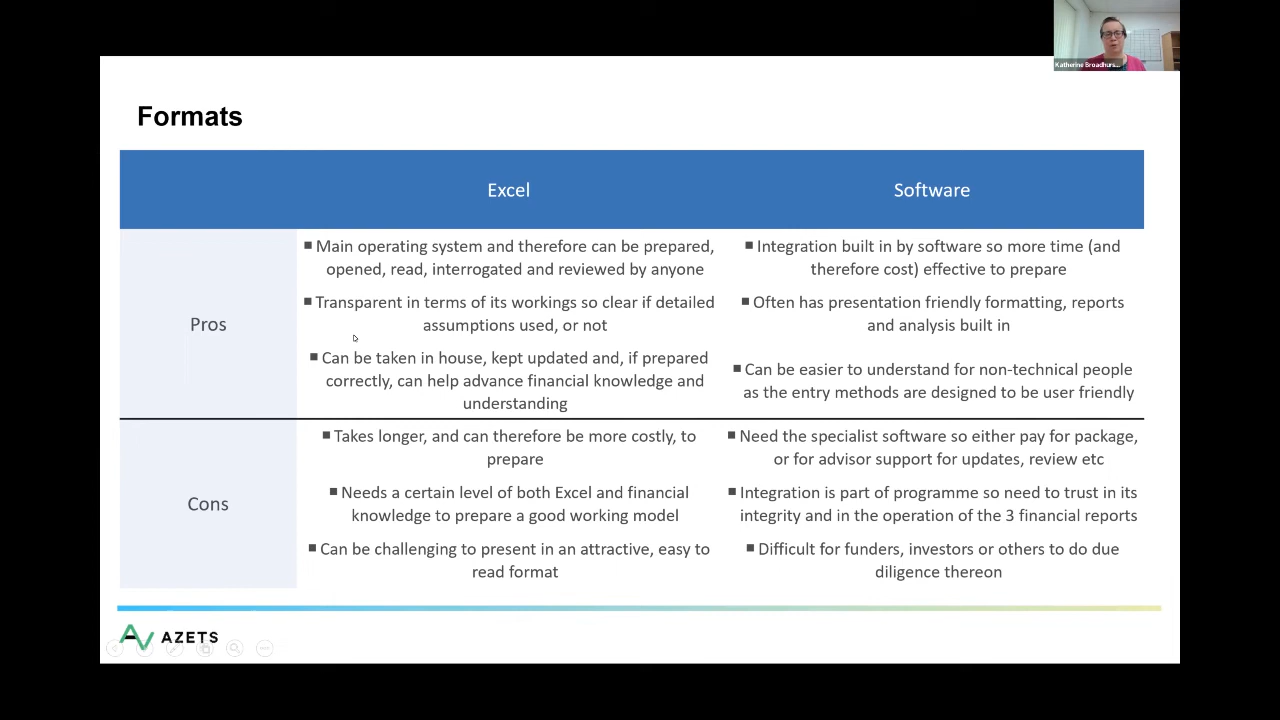 Katherine Broadhurs...
Formats
Excel
Software
Pros
■ Main operating system and therefore can be prepared,
opened, read, interrogated and reviewed by anyone
■ Transparent in terms of its workings so clear if detailed
assumptions used, or not
■ Can be taken in house, kept updated and, if prepared
correctly, can help advance financial knowledge and
understanding
■ Integration built in by software so more time (and
therefore cost) effective to prepare
■ Often has presentation friendly formatting, reports
and analysis built in
■ Can be easier to understand for non-technical people
as the entry methods are designed to be user friendly
Cons
■ Takes longer, and can therefore be more costly, to
prepare
■ Needs a certain level of both Excel and financial
knowledge to prepare a good working model
■ Can be challenging to present in an attractive, easy to
read format
■ Need the specialist software so either pay for package,
or for advisor support for updates, review etc
■ Integration is part of programme so need to trust in its
integrity and in the operation of the 3 financial reports
■ Difficult for funders, investors or others to do due
diligence thereon
AZETS